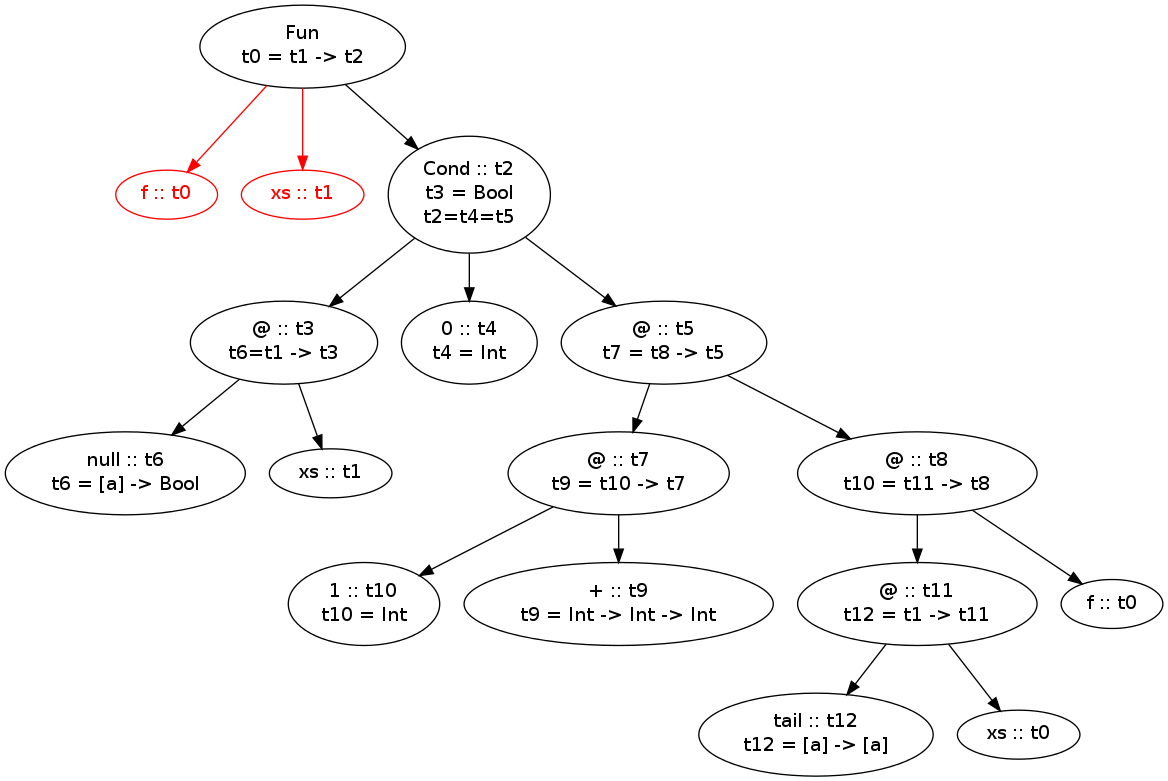 Fun
t0 = t1 -> t2
f :: t0
xs :: t1
Cond :: t2
t3 = Bool
t2=t4=t5
@ :: t3
t6=t1 -> t3
0 :: t4
t4 = Int
@ :: t5
t7 = t8 -> t5
null :: t6
t6 = [a] -> Bool
xs :: t1
@ :: t7
t9 = t10 -> t7
@ :: t8
t10 = t11 -> t8
1 :: t10
t10 = Int
+ :: t9
t9 = Int -> Int -> Int
@ :: t11
t12 = t1 -> t11
f :: t0
tail :: t12
t12 = [a] -> [a]
xs :: t0